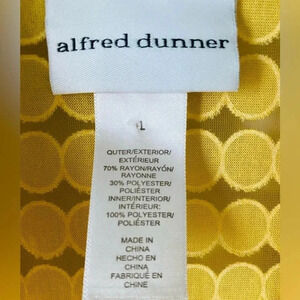 alfred dunner
L
OUTER/EXTERIOR/
EXTÉRIEUR
70% RAYON/RAYÓN/
RAYONNE
30% POLYESTER/
POLIÉSTER
INNER/INTERIOR/
INTÉRIEUR:
100% POLYESTER/
POLIÉSTER
MADE IN
CHINA
HECHO EN
CHINA
FABRIQUÉ EN
CHINE